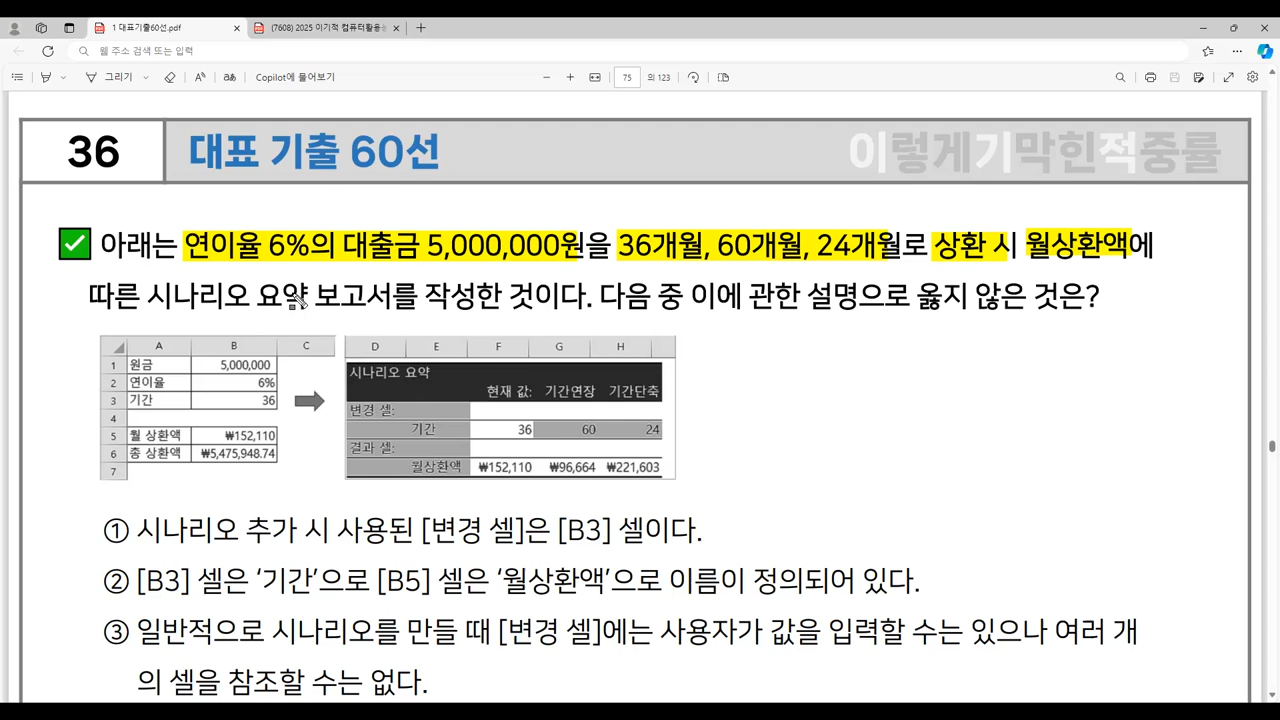 1 대표기출60선.pdf
(7608) 2025 이기적 컴퓨터활용능
웹 주소 검색 또는 입력
그리기
Copilot에 물어보기
75 의 123
36 대표 기출 60선 이렇게기막힌적중률
아래는 연이율 6%의 대출금 5,000,000원을 36개월, 60개월, 24개월로 상환 시 월상환액에
따른 시나리오 요약 보고서를 작성한 것이다. 다음 중 이에 관한 설명으로 옳지 않은 것은?
A B C
1 원금 5,000,000
2 연이율 6%
3 기간 36
4
5 월 상환액 ₩152,110
6 총 상환액 ₩5,475,948.74
7
D E F G H
시나리오 요약
현재 값: 기간연장 기간단축
변경 셀:
기간 36 60 24
결과 셀:
월상환액 ₩152,110 ₩96,664 ₩221,603
① 시나리오 추가 시 사용된 [변경 셀]은 [B3] 셀이다.
② [B3] 셀은 ‘기간’으로 [B5] 셀은 ‘월상환액’으로 이름이 정의되어 있다.
③ 일반적으로 시나리오를 만들 때 [변경 셀]에는 사용자가 값을 입력할 수는 있으나 여러 개
의 셀을 참조할 수는 없다.